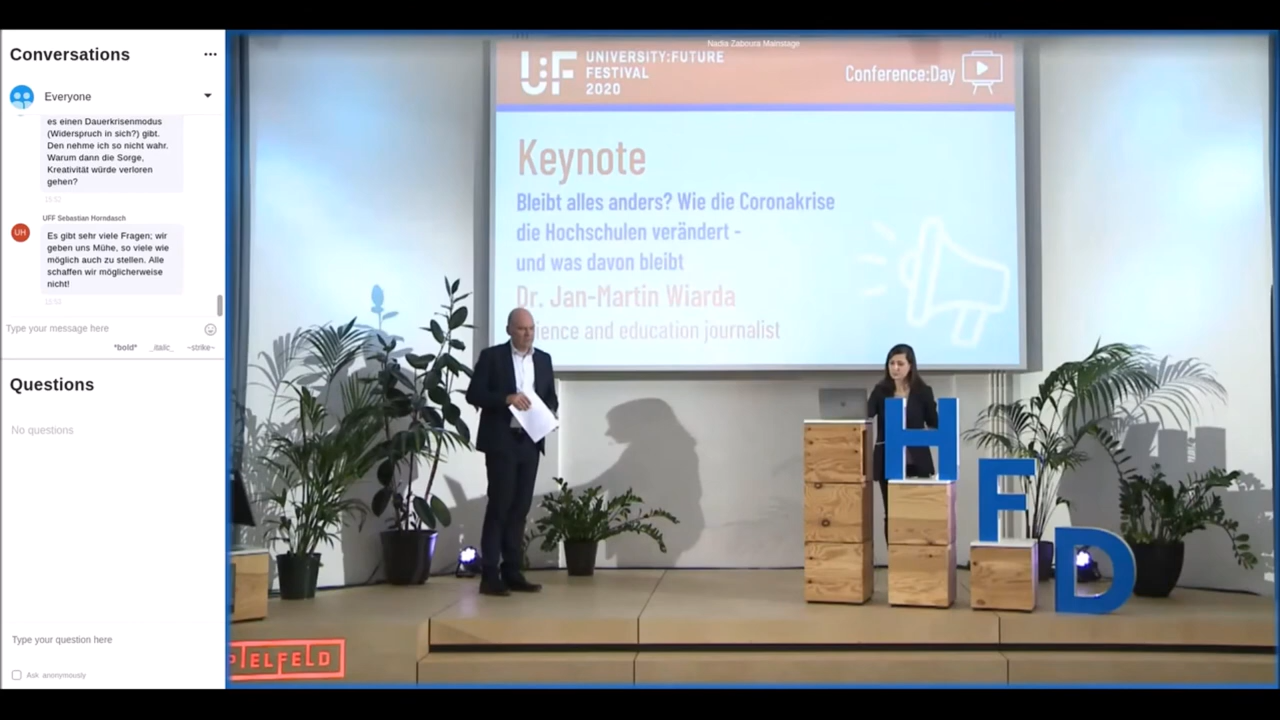 Conversations
Everyone
es einen Dauerkrisenmodus
(Widerspruch in sich?) gibt.
Den nehme ich so nicht wahr.
Warum dann die Sorge,
Kreativität würde verloren
gehen?
UFF Sebastian Horndasch
UH
Es gibt sehr viele Fragen; wir
geben uns Mühe, so viele wie
möglich auch zu stellen. Alle
schaffen wir möglicherweise
nicht!
Type your message here
*bold* _italic_ ~strike~
Questions
No questions
Type your question here
Ask anonymously
Nadia Zaboura Mainstage
U:F
UNIVERSITY:FUTURE
FESTIVAL
2020
Conference:Day
Keynote
Bleibt alles anders? Wie die Coronakrise
die Hochschulen verändert -
und was davon bleibt
Dr. Jan-Martin Wiarda
ience and education journalist
H
F
D
PTELFELD